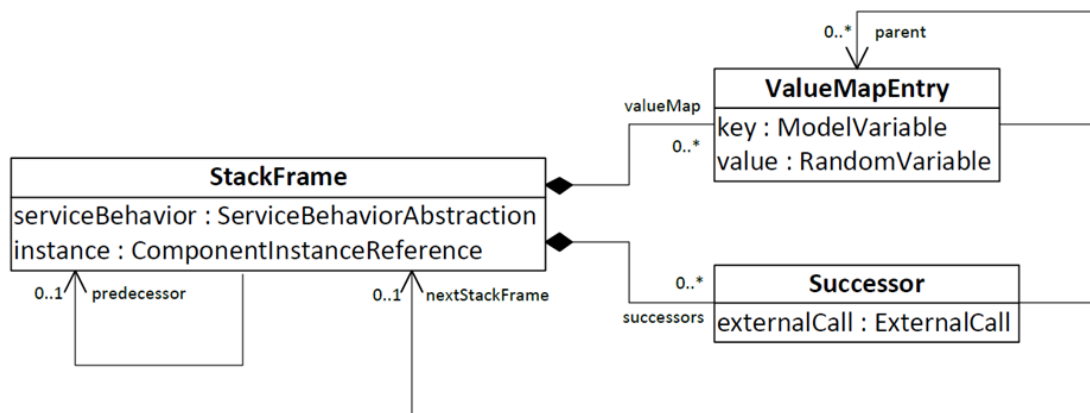 0..* parent
ValueMapEntry
key : ModelVariable
value : RandomVariable
valueMap
0..*
StackFrame
serviceBehavior : ServiceBehaviorAbstraction
instance : ComponentInstanceReference
0..1 predecessor
0..1 nextStackFrame
0..*
successors
Successor
externalCall : ExternalCall